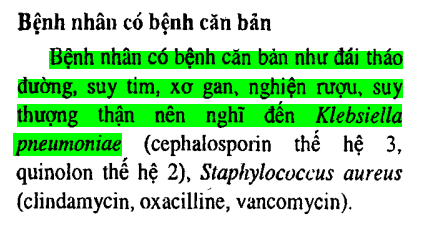 Bệnh nhân có bệnh căn bản
Bệnh nhân có bệnh căn bản như đái tháo
đường, suy tim, xơ gan, nghiện rượu, suy
thượng thận nên nghĩ đến Klebsiella
pneumoniae (cephalosporin thế hệ 3,
quinolon thế hệ 2), Staphylococcus aureus
(clindamycin, oxacilline, vancomycin).